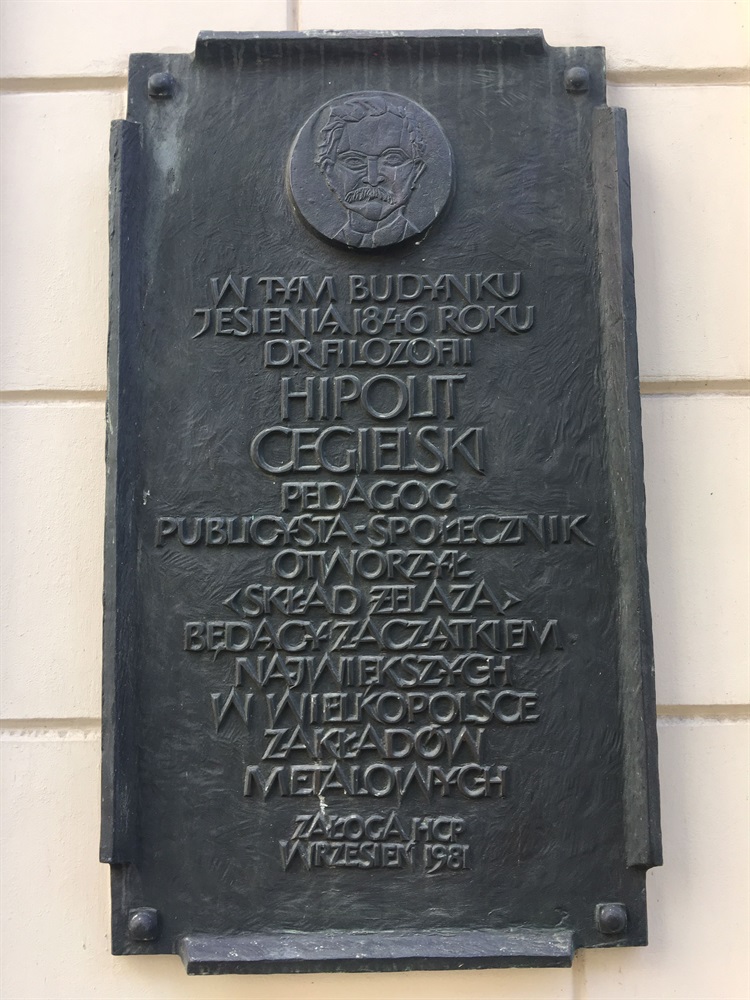 W TYM BUDYNKU
JESIENIĄ 1846 ROKU
DR FILOZOFII
HIPOLIT
CEGIELSKI
PEDAGOG
PUBLICYSTA-SPOŁECZNIK
OTWORZYŁ
‹SKŁAD ŻELAZA›
BĘDĄCY ZACZĄTKIEM
NAJWIĘKSZYCH
W WIELKOPOLSCE
ZAKŁADÓW
METALOWYCH
ZAŁOGA HCP
WRZESIEŃ 1981